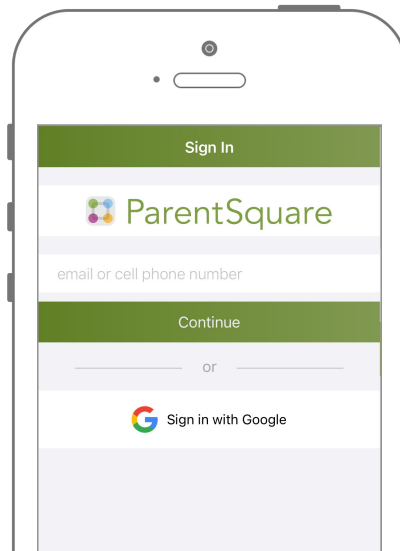 Sign In
ParentSquare
email or cell phone number
Continue
or
Sign in with Google